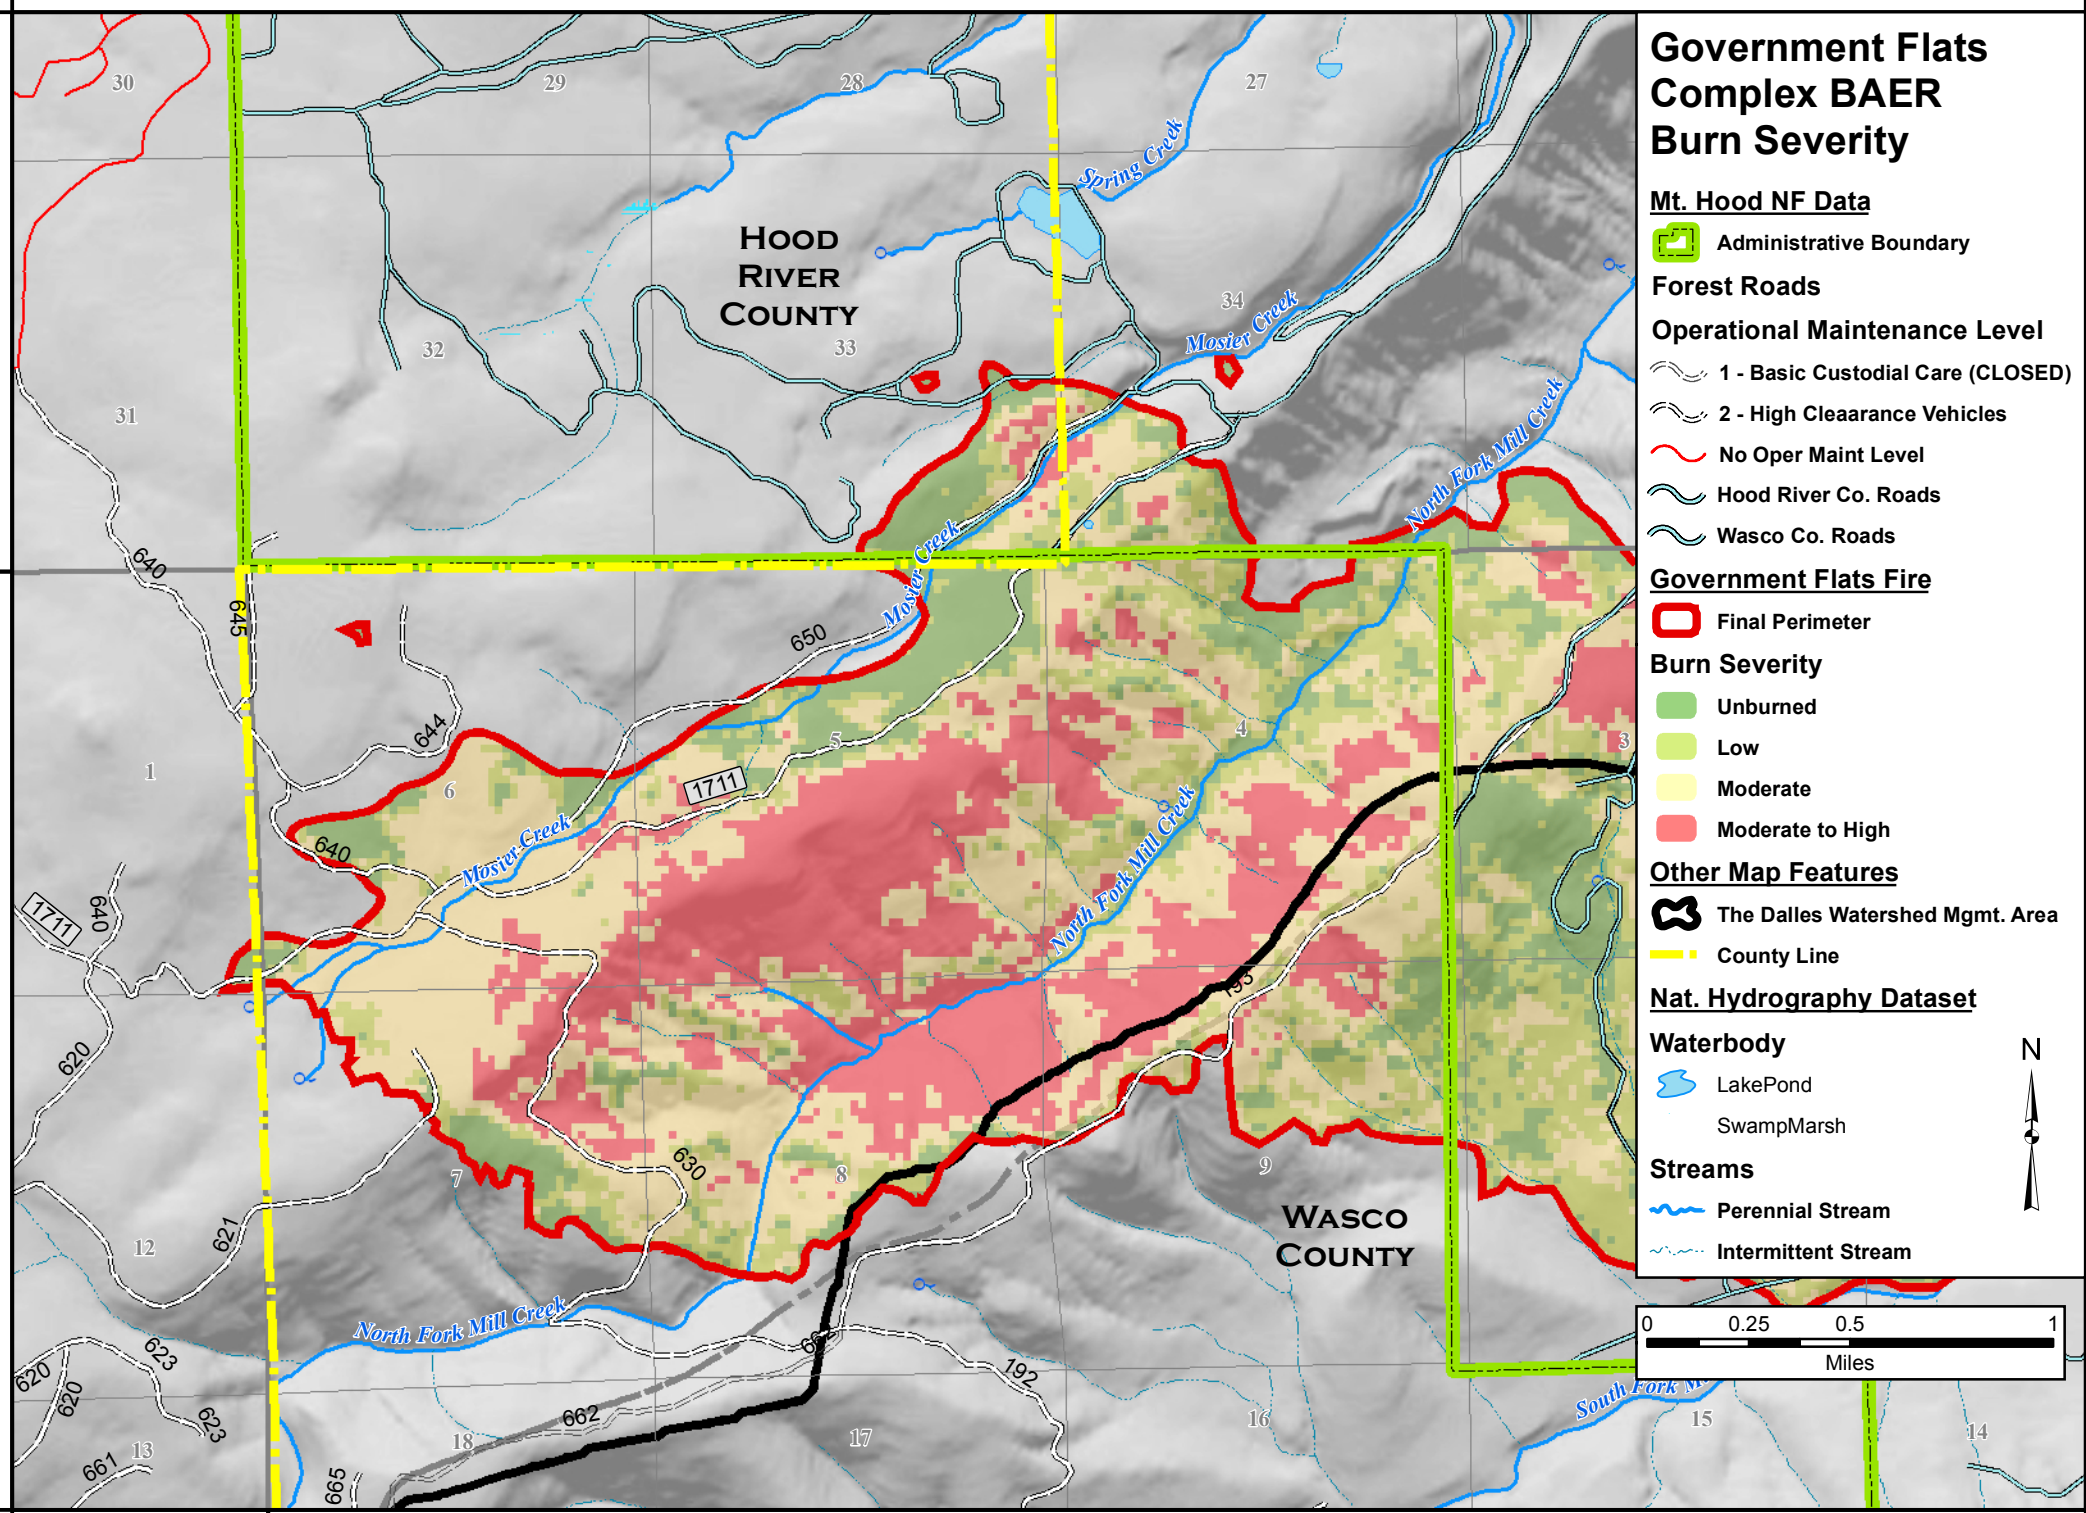 Government Flats
Complex BAER
Burn Severity
Mt. Hood NF Data
Administrative Boundary
Forest Roads
Operational Maintenance Level
1 - Basic Custodial Care (CLOSED)
2 - High Cleaarance Vehicles
No Oper Maint Level
Hood River Co. Roads
Wasco Co. Roads
Government Flats Fire
Final Perimeter
Burn Severity
Unburned
Low
Moderate
Moderate to High
Other Map Features
The Dalles Watershed Mgmt. Area
County Line
Nat. Hydrography Dataset
Waterbody
LakePond
SwampMarsh
Streams
Perennial Stream
Intermittent Stream
N
0 0.25 0.5 1
Miles
30
29
28
27
Spring Creek
HOOD
RIVER
COUNTY
34
Mosier Creek
33
32
31
North Fork Mill Creek
Mosier Creek
640
645
650
644
1711
5
4
3
1
6
Mosier Creek
640
North Fork Mill Creek
1711
640
193
620
630
7
8
9
WASCO
COUNTY
12
621
North Fork Mill Creek
662
192
623
620
620
623
662
South Fork M
16
15
14
13
18
17
661
665